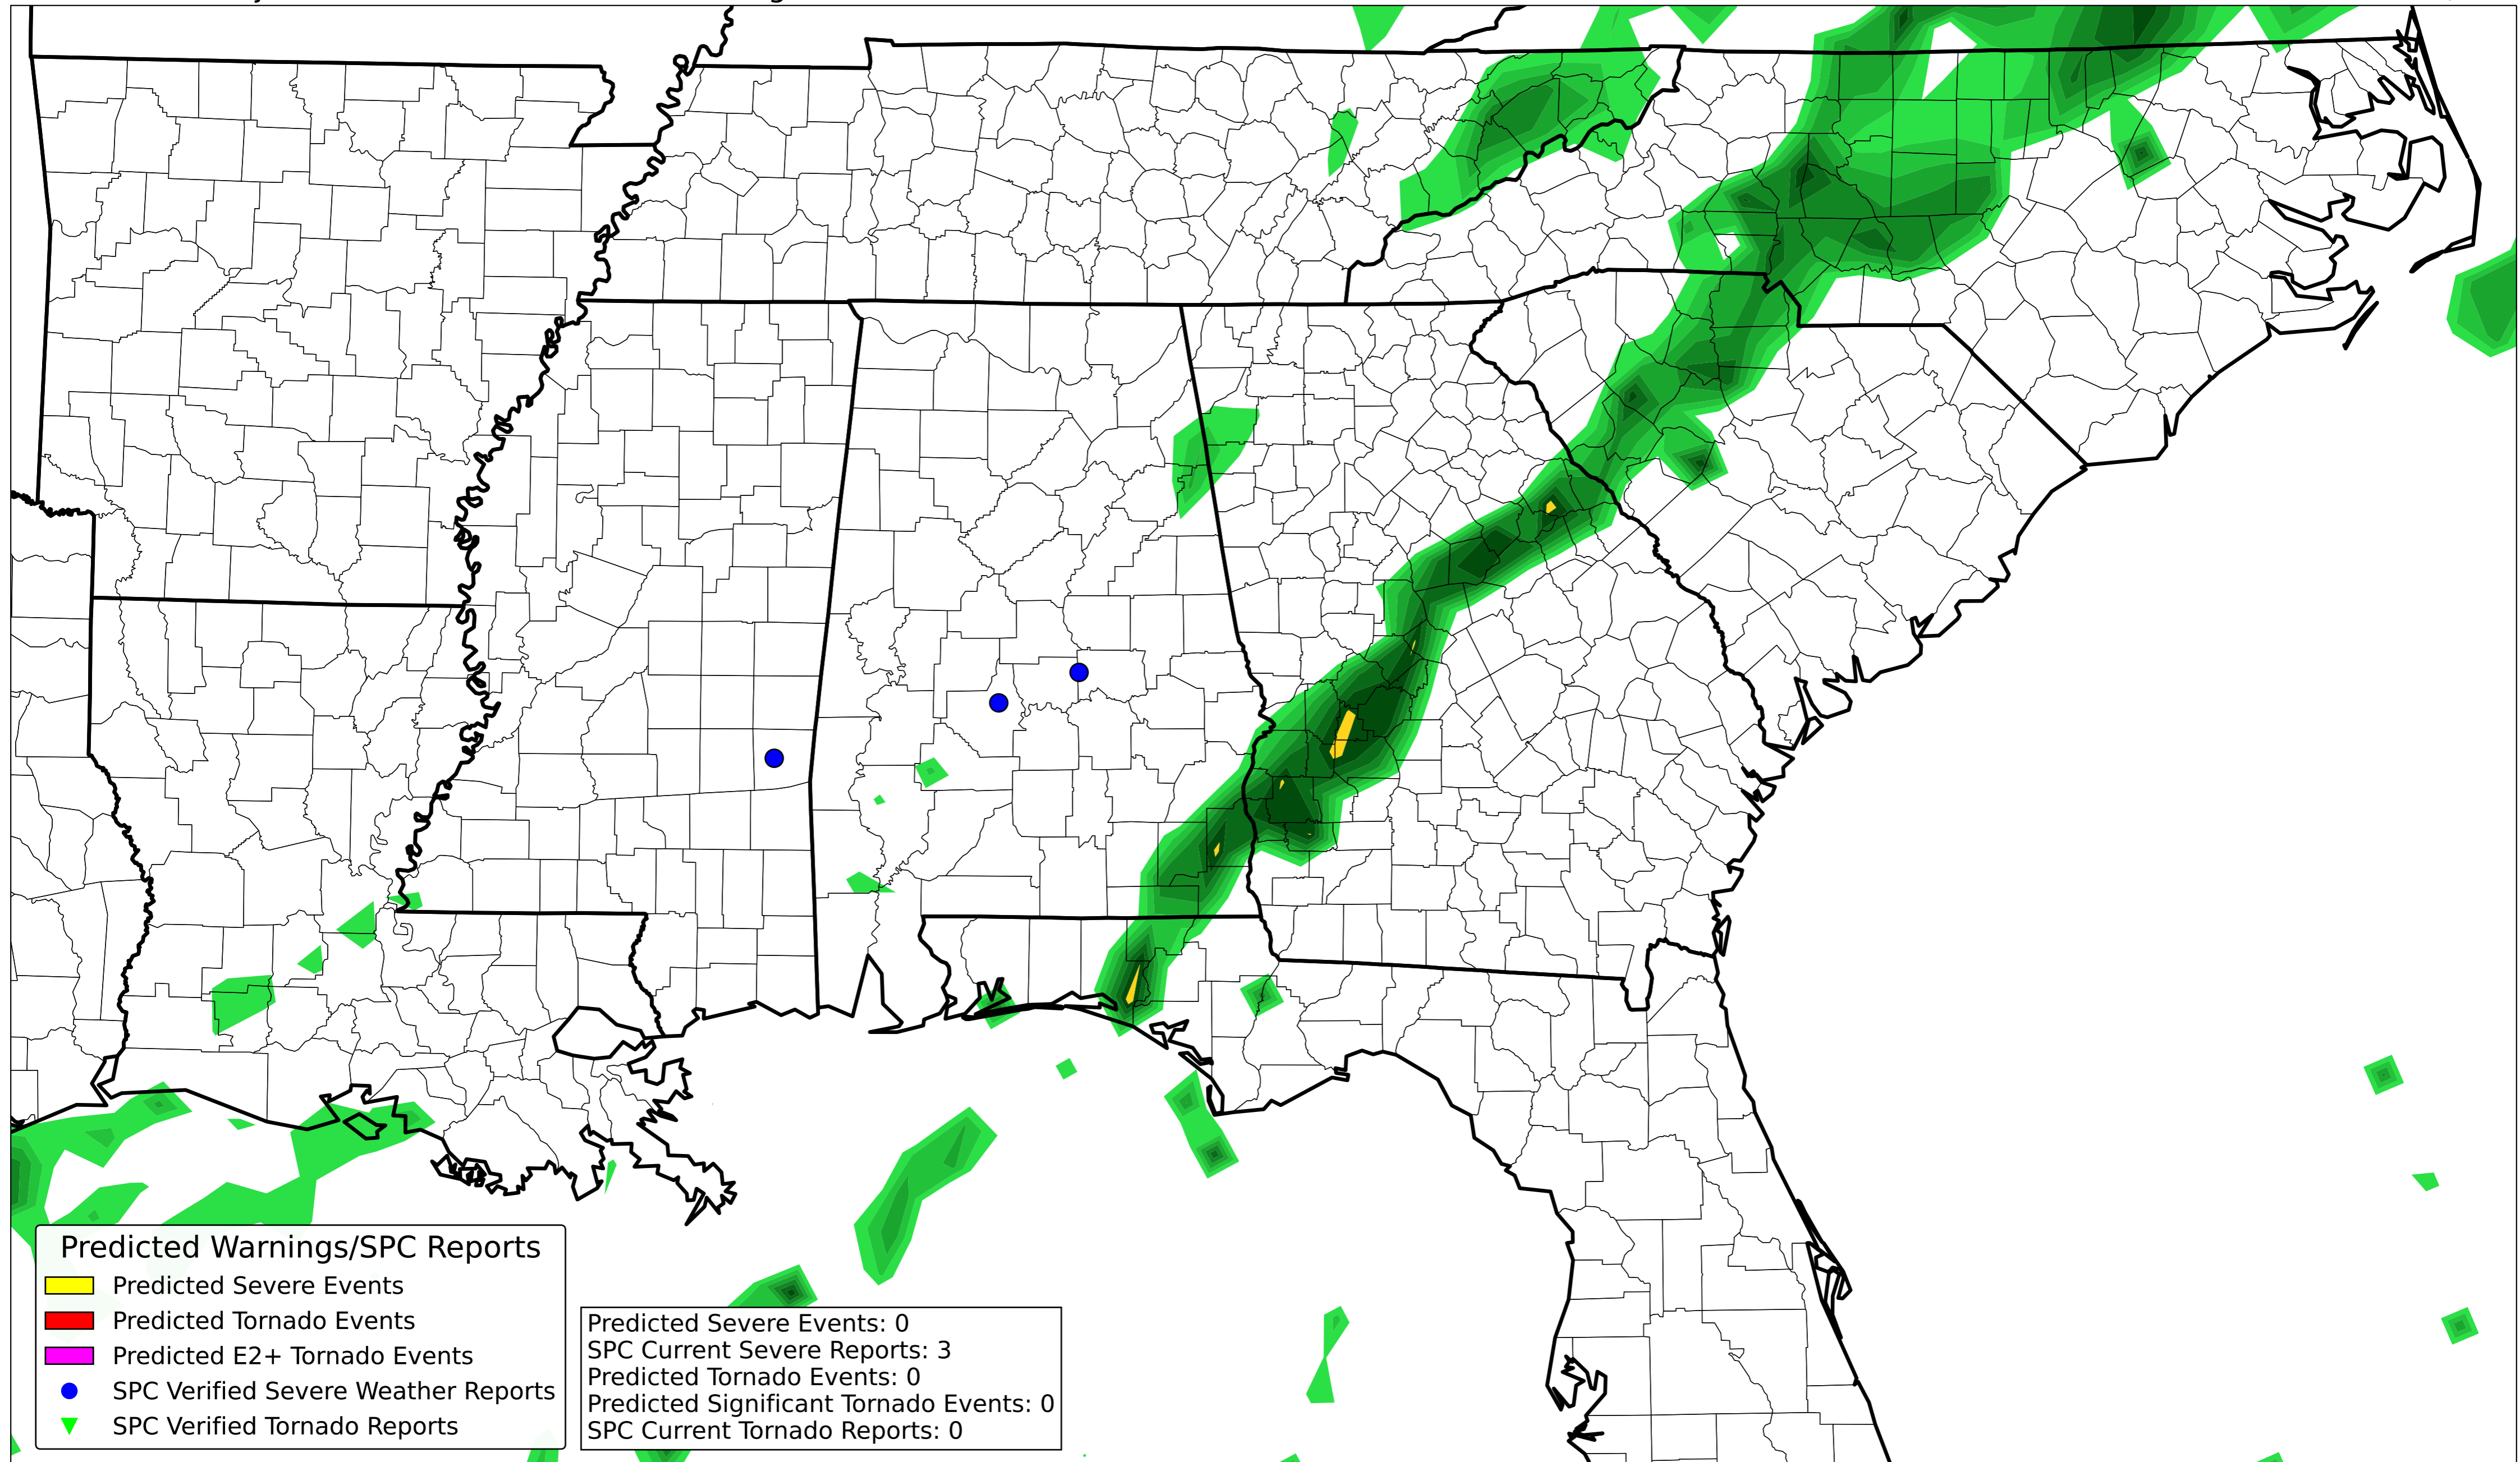 Predicted Warnings/SPC Reports
Predicted Severe Events
Predicted Tornado Events
Predicted E2+ Tornado Events
SPC Verified Severe Weather Reports
SPC Verified Tornado Reports
Predicted Severe Events: 0
SPC Current Severe Reports: 3
Predicted Tornado Events: 0
Predicted Significant Tornado Events: 0
SPC Current Tornado Reports: 0